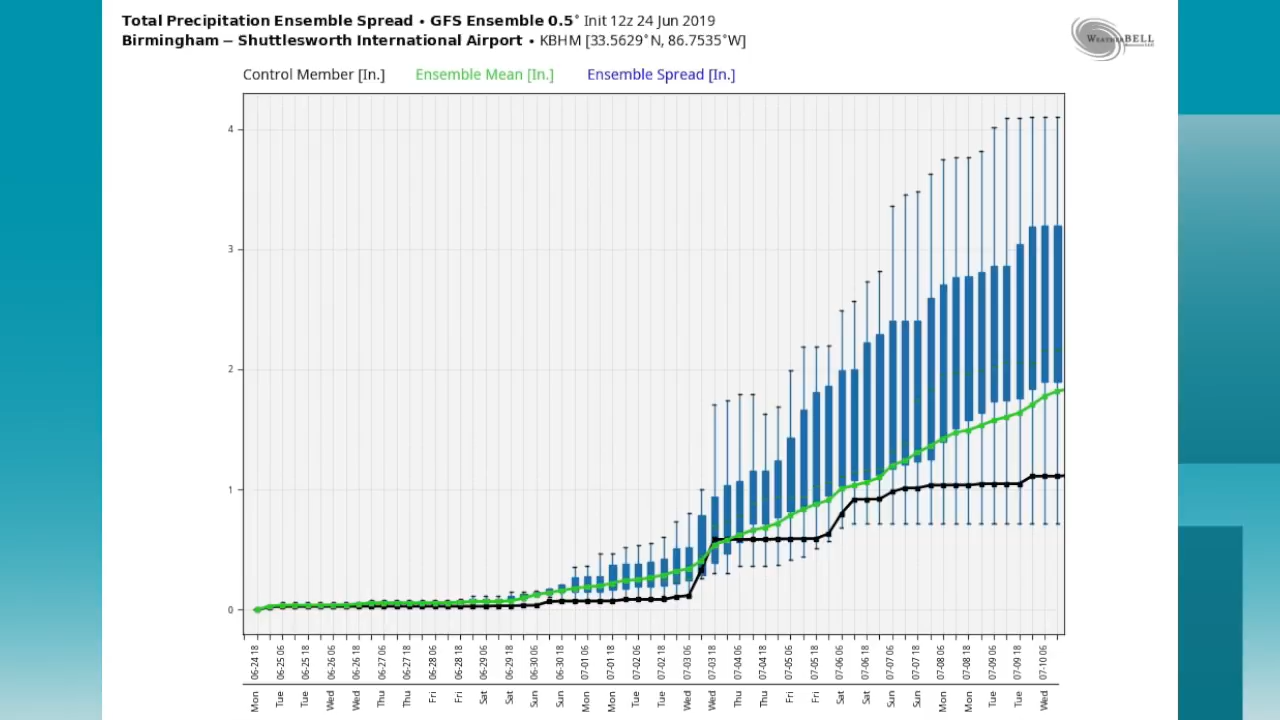 Total Precipitation Ensemble Spread • GFS Ensemble 0.5° Init 12z 24 Jun 2019
Birmingham – Shuttlesworth International Airport • KBHM [33.5629°N, 86.7535°W]
WeatherBELL
Control Member [In.] Ensemble Mean [In.] Ensemble Spread [In.]
4
3
2
1
0
06-24 18 06-25 06 06-25 18 06-26 06 06-26 18 06-27 06 06-27 18 06-28 06 06-28 18 06-29 06 06-29 18 06-30 06 06-30 18 07-01 06 07-01 18 07-02 06 07-02 18 07-03 06 07-03 18 07-04 06 07-04 18 07-05 06 07-05 18 07-06 06 07-06 18 07-07 06 07-07 18 07-08 06 07-08 18 07-09 06 07-09 18 07-10 06
Mon Tue Tue Wed Wed Thu Thu Fri Fri Sat Sat Sun Sun Mon Mon Tue Tue Wed Wed Thu Thu Fri Fri Sat Sat Sun Sun Mon Mon Tue Tue Wed